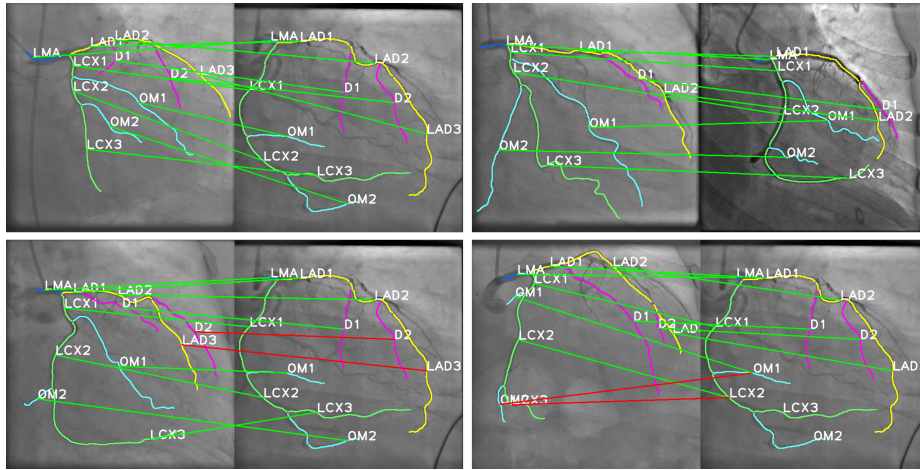 LMA LAD1 LAD2 LMA LAD1
LCX1 D1 D2 LAD3 LAD2
LCX2 LCX1 D1 D2
OM2 OM1 OM1 LAD3
LCX3 LCX2
LCX3
OM2
LMA LAD1 LAD1
LCX1 LMA LCX1
D1 LAD2 LCX2 D1
OM1 OM1 LAD2
OM2 LCX3 OM2
LCX3
LMA LAD1 LMA LAD1
LCX1 D1 LAD2
D2 LCX1 D1
LCX2 LAD3 D2
OM1 OM1 LAD3
OM2 LCX2
LCX3 LCX3
OM2
LMA LAD1 LAD2 LMA LAD1
LCX1 LAD2
OM1 D1 D2 LAD LCX1 D1
LCX2 D2
OM1 LAD
LCX2
LCX3
OM2